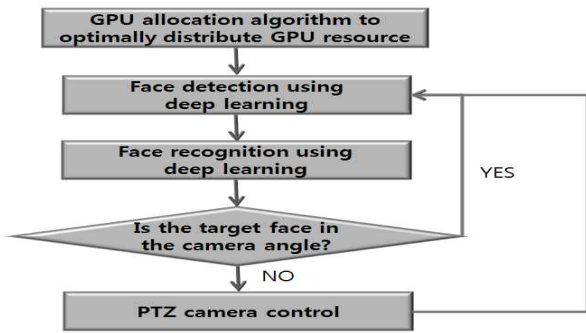 GPU allocation algorithm to
optimally distribute GPU resource
Face detection using
deep learning
Face recognition using
deep learning
YES
Is the target face in
the camera angle?
NO
PTZ camera control